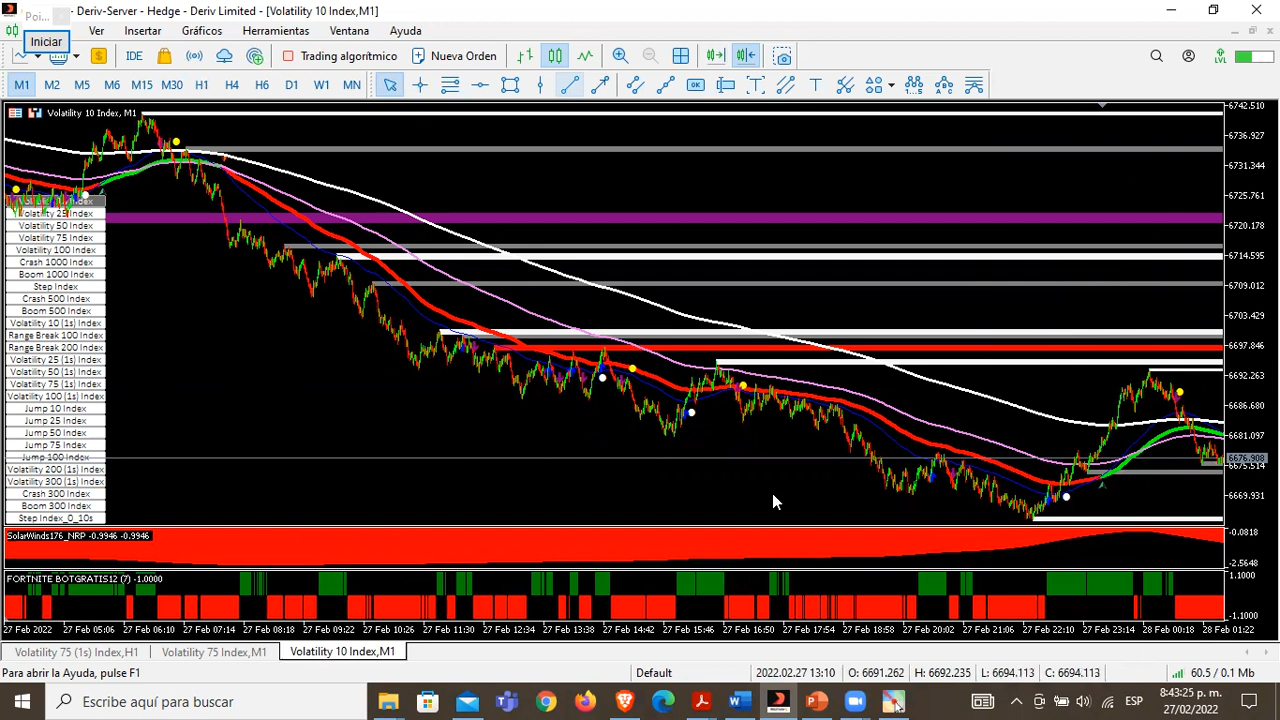 Poi...
- Deriv-Server - Hedge - Deriv Limited - [Volatility 10 Index,M1]
Iniciar
Ver Insertar Gráficos Herramientas Ventana Ayuda
IDE Trading algorítmico Nueva Orden LVL
M1 M2 M5 M6 M15 M30 H1 H4 H6 D1 W1 MN OK
Volatility 10 Index, M1
6742.510
6736.927
6731.344
6725.761
6720.178
6714.595
6709.012
6703.429
6697.846
6692.263
6686.680
6681.097
6676.908
6675.514
6669.931
Volatility 25 Index
Volatility 50 Index
Volatility 75 Index
Volatility 100 Index
Crash 1000 Index
Boom 1000 Index
Step Index
Crash 500 Index
Boom 500 Index
Volatility 10 (1s) Index
Range Break 100 Index
Range Break 200 Index
Volatility 25 (1s) Index
Volatility 50 (1s) Index
Volatility 75 (1s) Index
Volatility 100 (1s) Index
Jump 10 Index
Jump 25 Index
Jump 50 Index
Jump 75 Index
Jump 100 Index
Volatility 200 (1s) Index
Volatility 300 (1s) Index
Crash 300 Index
Boom 300 Index
Step Index_0_10s
SolarWinds176_NRP -0.9946 -0.9946
-0.0818
-2.5648
FORTNITE BOTGRATIS12 (7) -1.0000
1.1000
-1.1000
27 Feb 2022 27 Feb 05:06 27 Feb 06:10 27 Feb 07:14 27 Feb 08:18 27 Feb 09:22 27 Feb 10:26 27 Feb 11:30 27 Feb 12:34 27 Feb 13:38 27 Feb 14:42 27 Feb 15:46 27 Feb 16:50 27 Feb 17:54 27 Feb 18:58 27 Feb 20:02 27 Feb 21:06 27 Feb 22:10 27 Feb 23:14 28 Feb 00:18 28 Feb 01:22
Volatility 75 (1s) Index,H1 Volatility 75 Index,M1 Volatility 10 Index,M1
Para abrir la Ayuda, pulse F1 Default 2022.02.27 13:10 O: 6691.262 H: 6692.235 L: 6694.113 C: 6694.113 60.5 / 0.1 Mb
Escribe aquí para buscar ESP 8:43:25 p. m.
27/02/2022